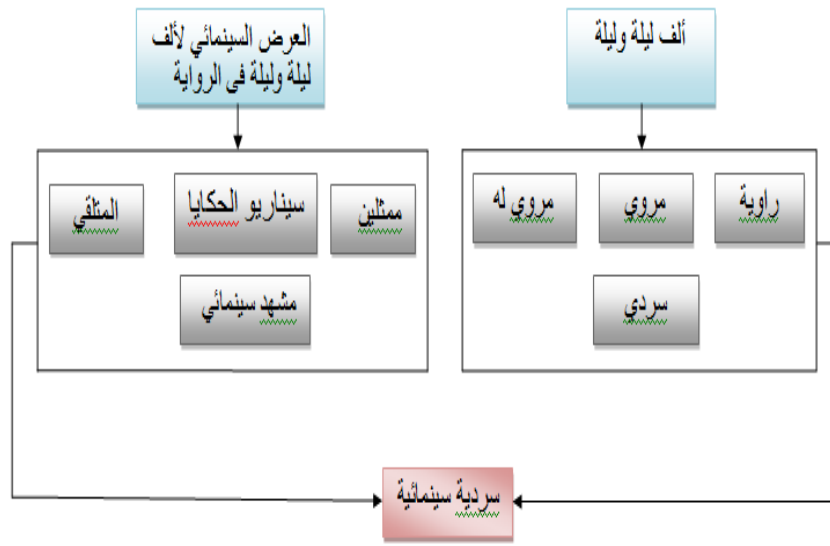 ألف ليلة وليلة
راوية
مروي
مروي له
سردي
العرض السينمائي لألف
ليلة وليلة فى الرواية
ممثلين
سيناريو الحكايا
المتلقي
مشهد سينمائي
سردية سينمائية